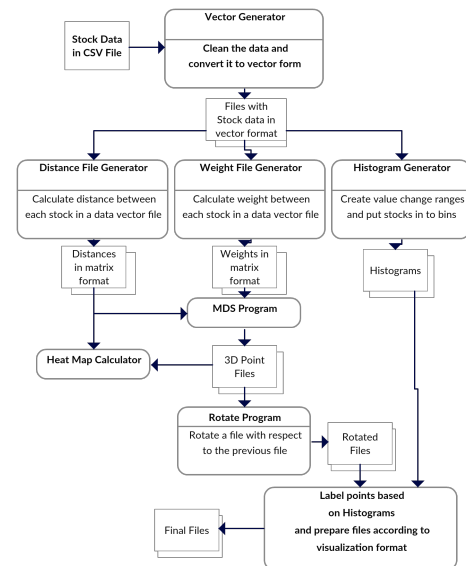 Vector Generator
Stock Data
in CSV File
Clean the data and
convert it to vector form
Files with
Stock data in
vector format
Distance File Generator
Calculate distance between
each stock in a data vector file
Weight File Generator
Calculate weight between
each stock in a data vector file
Histogram Generator
Create value change ranges
and put stocks in to bins
Distances
in matrix
format
Weights in
matrix
format
Histograms
MDS Program
Heat Map Calculator
3D Point
Files
Rotate Program
Rotate a file with respect
to the previous file
Rotated
Files
Label points based
on Histograms
and prepare files according to
visualization format
Final Files